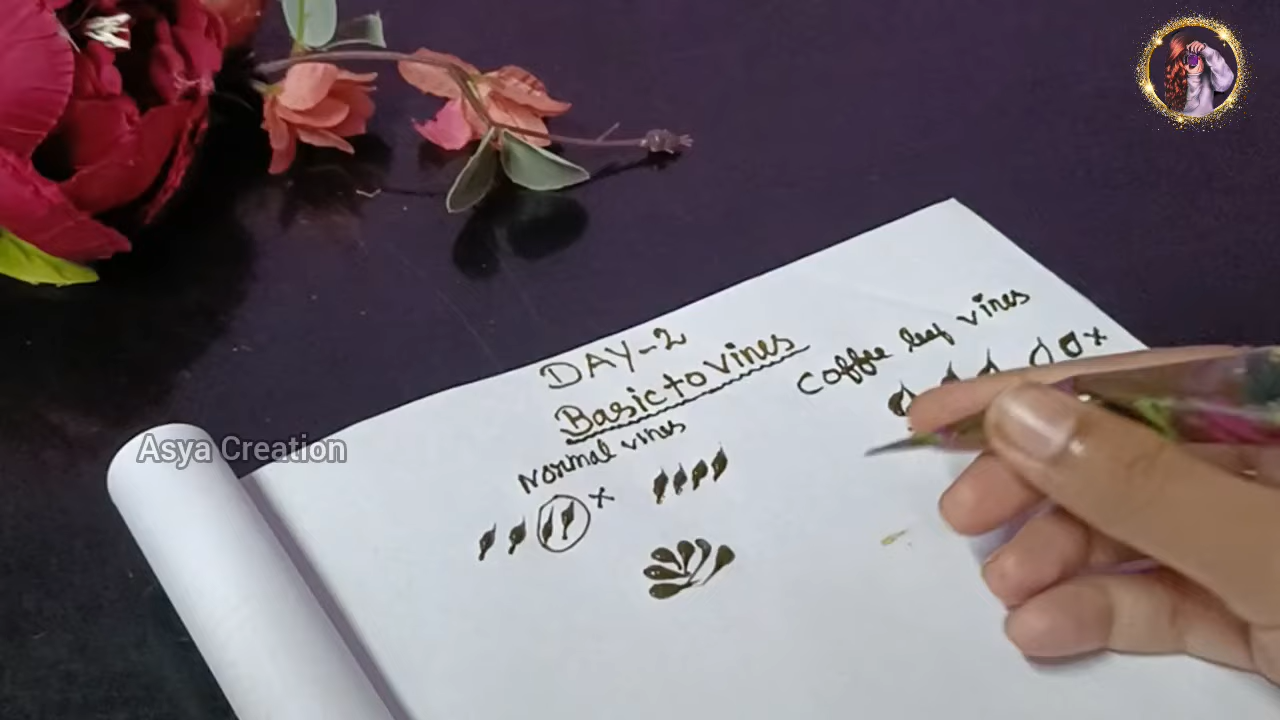 DAY-2
Basic to vines
Normal vines
x
Coffee leaf vines
x
Asya Creation